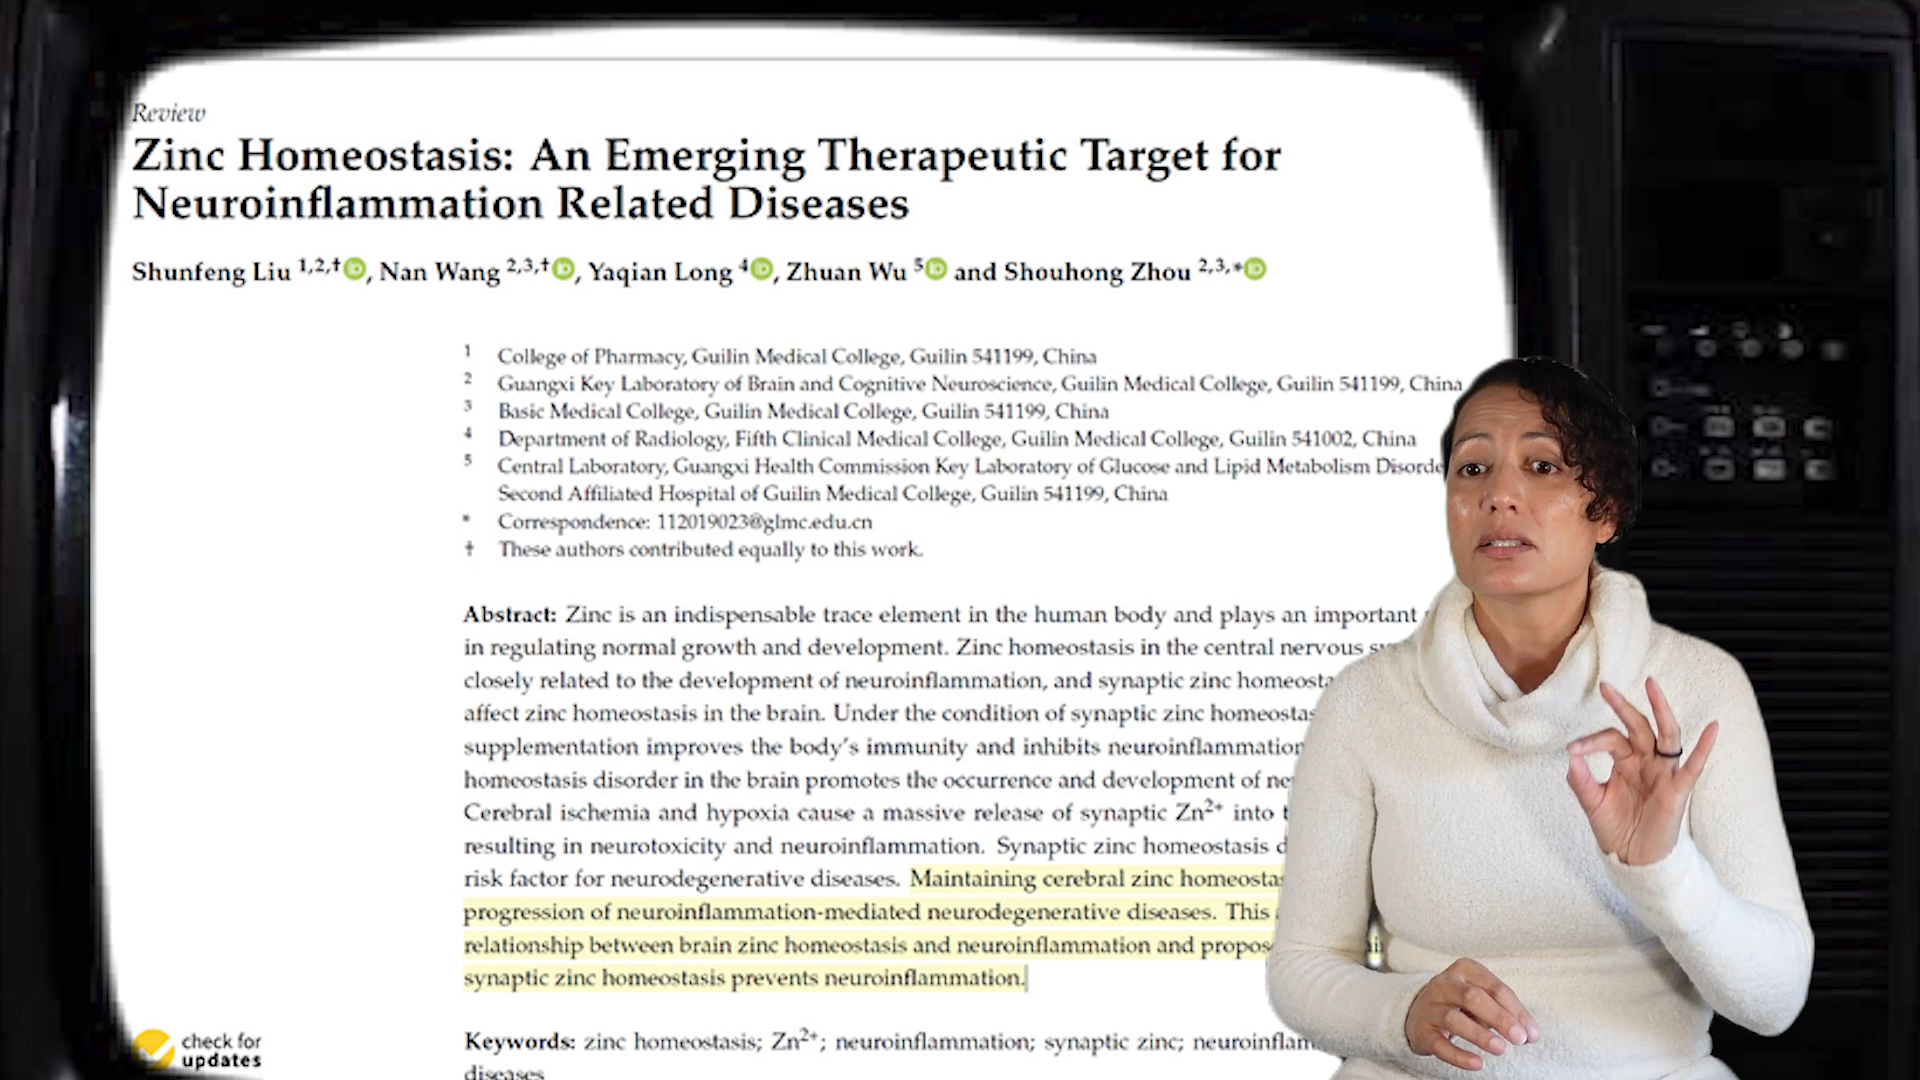 Review
Zinc Homeostasis: An Emerging Therapeutic Target for
Neuroinflammation Related Diseases
Shunfeng Liu 1,2,†, Nan Wang 2,3,†, Yaqian Long 4, Zhuan Wu 5 and Shouhong Zhou 2,3,*
1 College of Pharmacy, Guilin Medical College, Guilin 541199, China
2 Guangxi Key Laboratory of Brain and Cognitive Neuroscience, Guilin Medical College, Guilin 541199, China
3 Basic Medical College, Guilin Medical College, Guilin 541199, China
4 Department of Radiology, Fifth Clinical Medical College, Guilin Medical College, Guilin 541002, China
5 Central Laboratory, Guangxi Health Commission Key Laboratory of Glucose and Lipid Metabolism
Second Affiliated Hospital of Guilin Medical College, Guilin 541199, China
* Correspondence: 112019023@glmc.edu.cn
† These authors contributed equally to this work.
Abstract: Zinc is an indispensable trace element in the human body and plays an important
in regulating normal growth and development. Zinc homeostasis in the central nervous
closely related to the development of neuroinflammation, and synaptic zinc
affect zinc homeostasis in the brain. Under the condition of synaptic zinc
supplementation improves the body's immunity and inhibits neuroinflammation
homeostasis disorder in the brain promotes the occurrence and development of
Cerebral ischemia and hypoxia cause a massive release of synaptic Zn2+ into
resulting in neurotoxicity and neuroinflammation. Synaptic zinc homeostasis
risk factor for neurodegenerative diseases. Maintaining cerebral zinc
progression of neuroinflammation-mediated neurodegenerative diseases. This
relationship between brain zinc homeostasis and neuroinflammation and
synaptic zinc homeostasis prevents neuroinflammation.
Keywords: zinc homeostasis; Zn2+; neuroinflammation; synaptic zinc;
diseases
iD
iD
iD
iD
iD
check for
updates